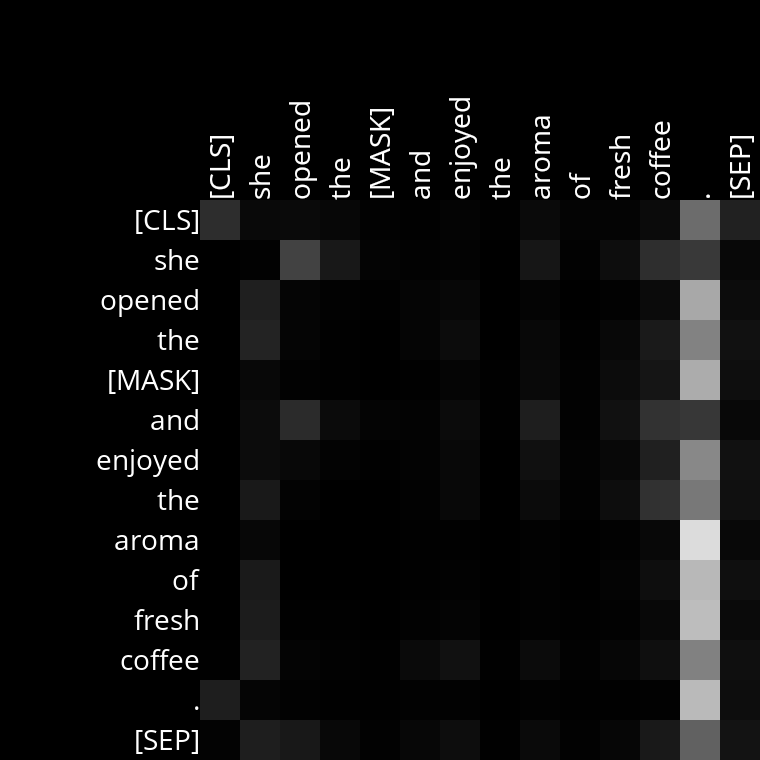 [CLS] she opened the [MASK] and enjoyed the aroma of fresh coffee . [SEP]
[CLS]
she
opened
the
[MASK]
and
enjoyed
the
aroma
of
fresh
coffee
.
[SEP]